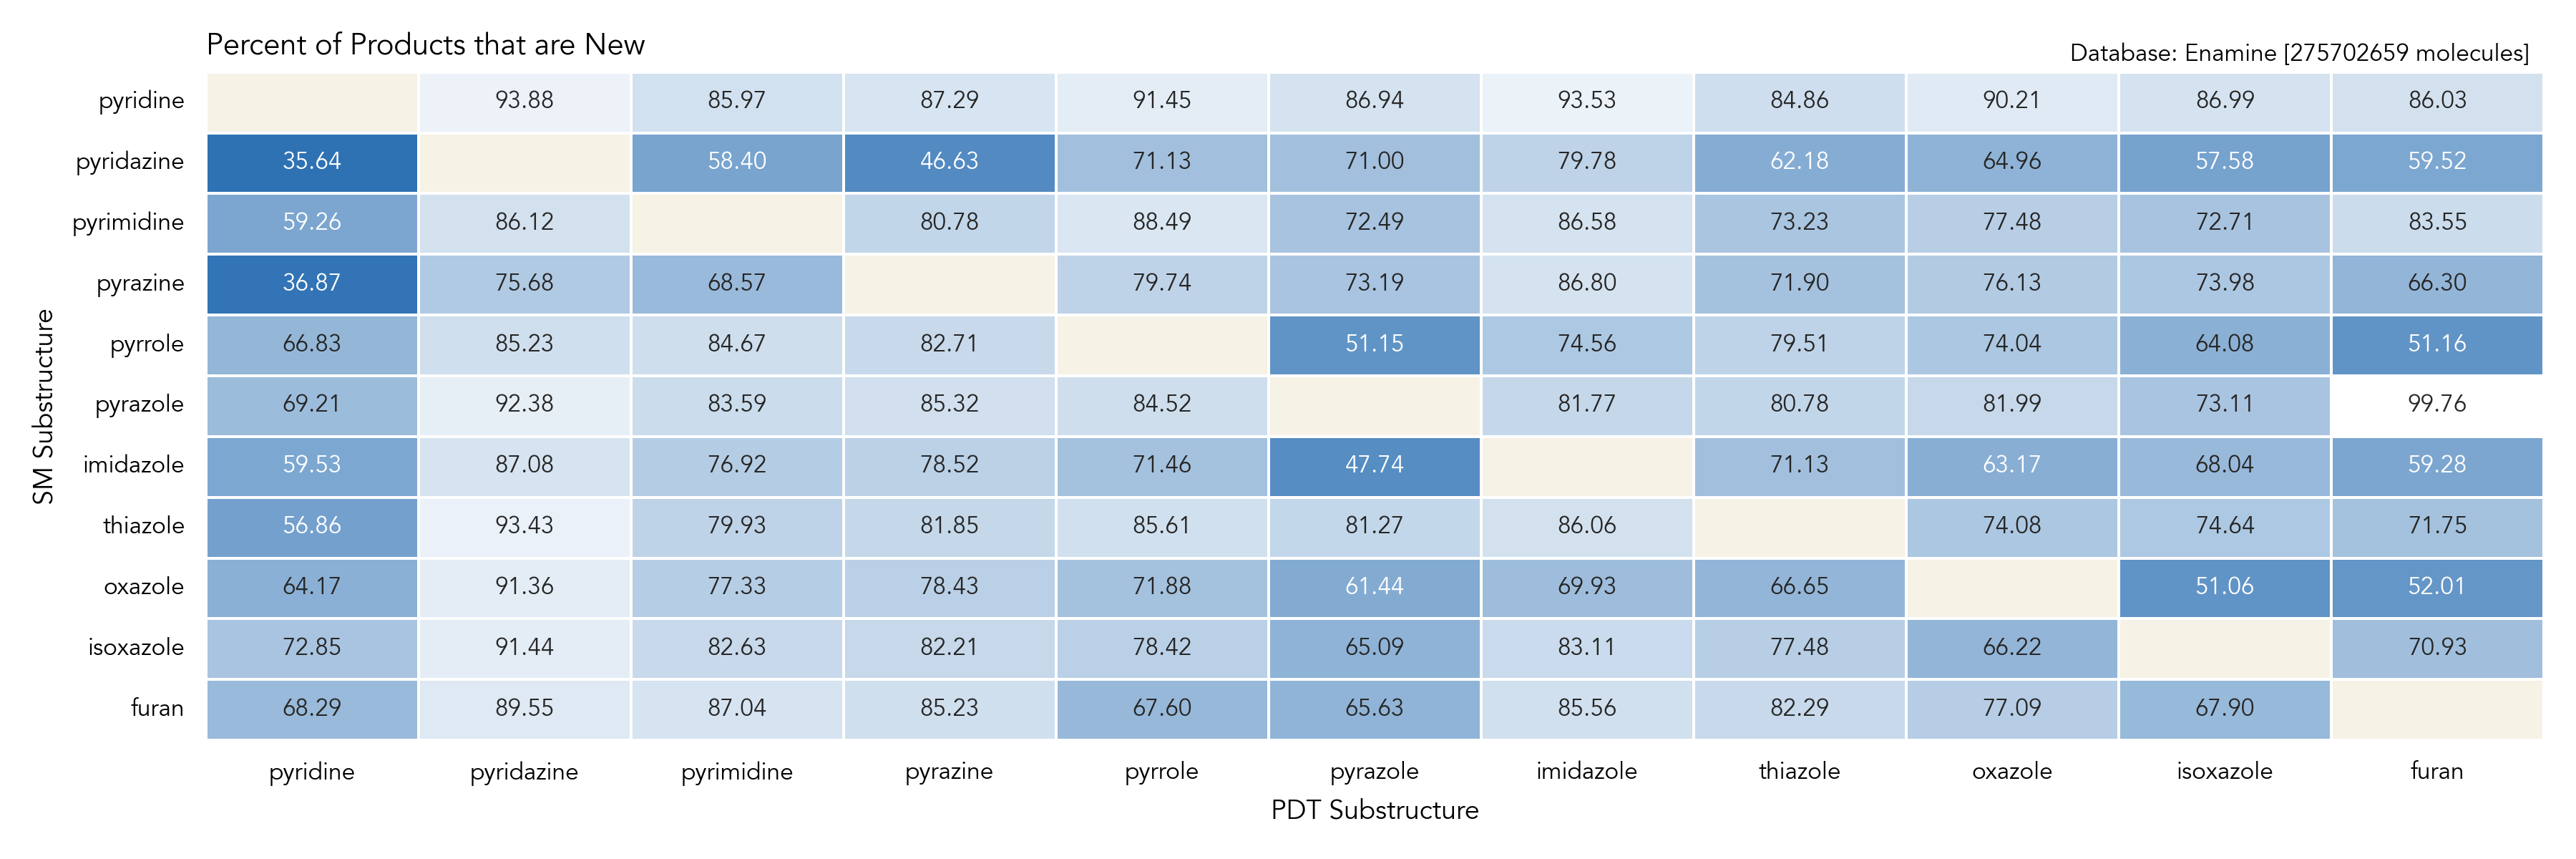 Percent of Products that are New
Database: Enamine [275702659 molecules]
pyridine 93.88 85.97 87.29 91.45 86.94 93.53 84.86 90.21 86.99 86.03
pyridazine 35.64 58.40 46.63 71.13 71.00 79.78 62.18 64.96 57.58 59.52
pyrimidine 59.26 86.12 80.78 88.49 72.49 86.58 73.23 77.48 72.71 83.55
pyrazine 36.87 75.68 68.57 79.74 73.19 86.80 71.90 76.13 73.98 66.30
pyrrole 66.83 85.23 84.67 82.71 51.15 74.56 79.51 74.04 64.08 51.16
pyrazole 69.21 92.38 83.59 85.32 84.52 81.77 80.78 81.99 73.11 99.76
imidazole 59.53 87.08 76.92 78.52 71.46 47.74 71.13 63.17 68.04 59.28
thiazole 56.86 93.43 79.93 81.85 85.61 81.27 86.06 74.08 74.64 71.75
oxazole 64.17 91.36 77.33 78.43 71.88 61.44 69.93 66.65 51.06 52.01
isoxazole 72.85 91.44 82.63 82.21 78.42 65.09 83.11 77.48 66.22 70.93
furan 68.29 89.55 87.04 85.23 67.60 65.63 85.56 82.29 77.09 67.90
pyridine pyridazine pyrimidine pyrazine pyrrole pyrazole imidazole thiazole oxazole isoxazole furan
PDT Substructure
SM Substructure